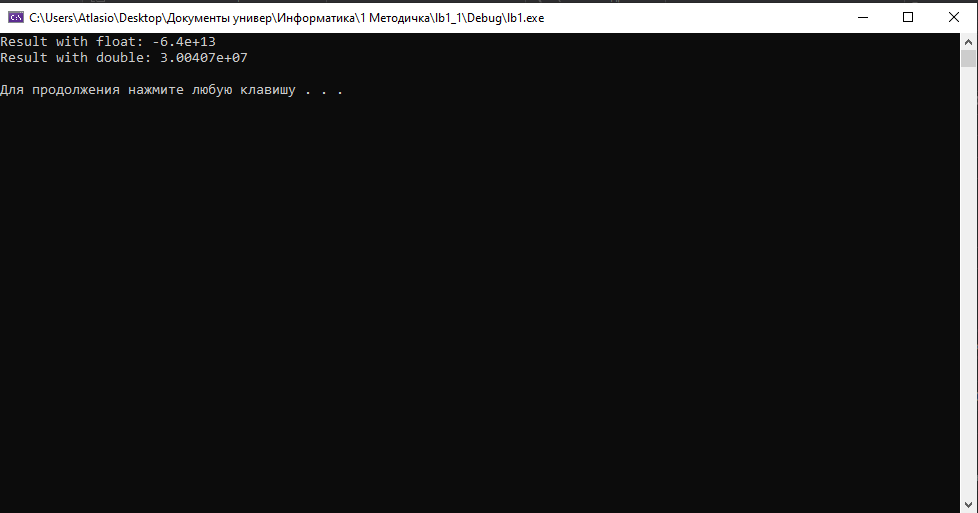 C:\Users\Atlasio\Desktop\Документы универ\Информатика\1 Методичка\lb1_1\Debug\lb1.exe
Result with float: -6.4e+13
Result with double: 3.00407e+07
Для продолжения нажмите любую клавишу . . .